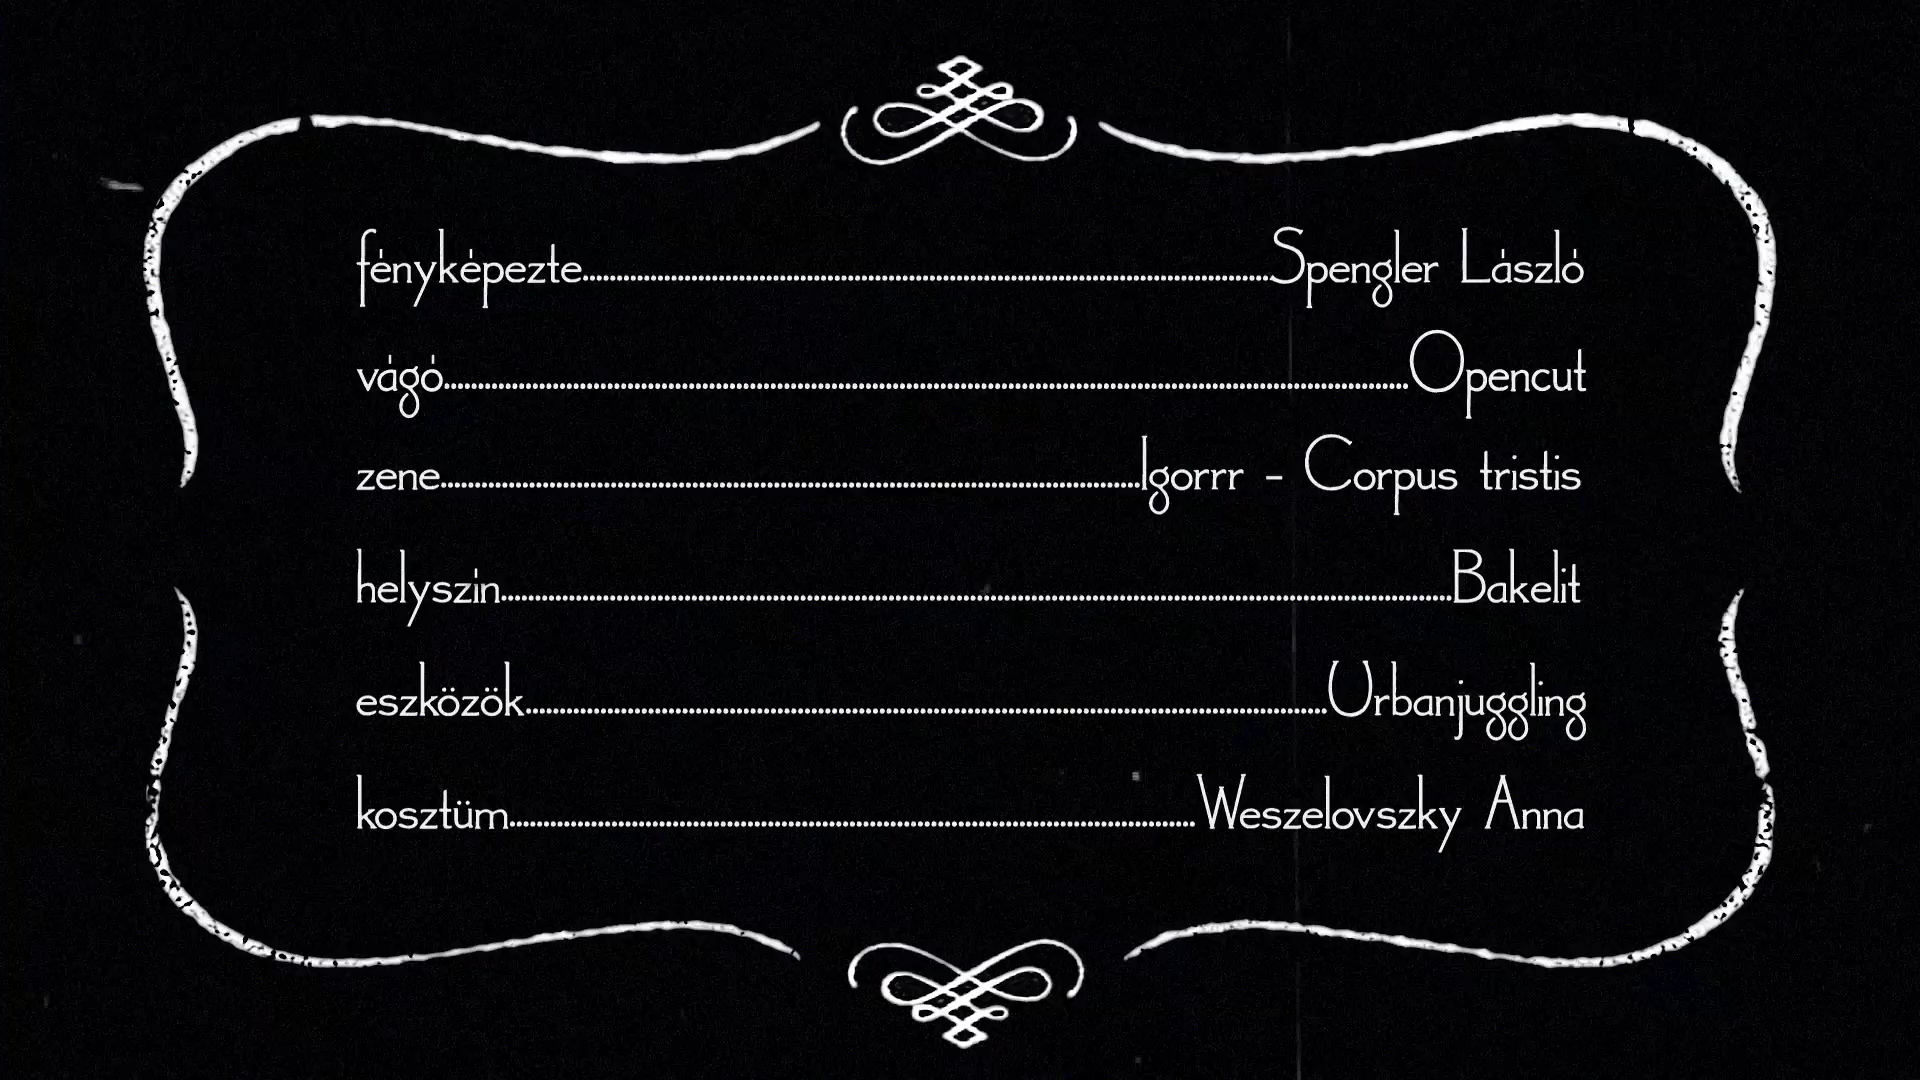 fényképezte..........Spengler László
vágó..........Opencut
zene..........Igorrr - Corpus tristis
helyszín..........Bakelit
eszközök..........Urbanjuggling
kosztüm..........Weszelovszky Anna